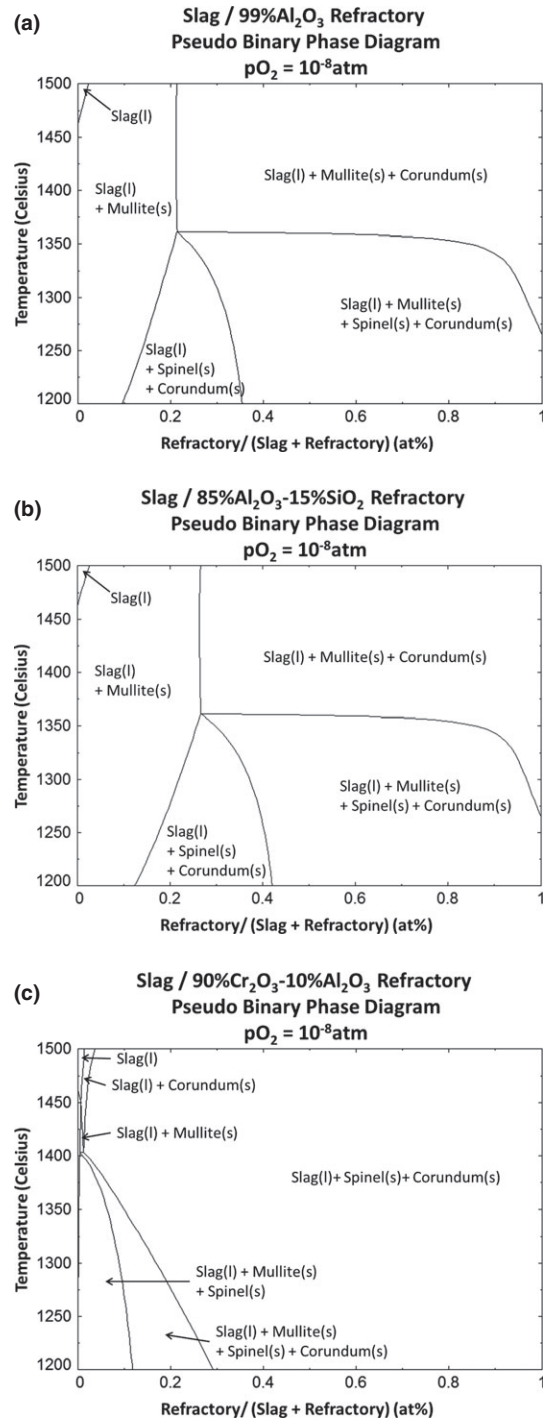 (a)
Slag / 99%Al₂O₃ Refractory
Pseudo Binary Phase Diagram
pO₂ = 10⁻⁸atm
1500
1450
1400
1350
1300
1250
1200
Temperature (Celsius)
Slag(l)
Slag(l)
+ Mullite(s)
Slag(l) + Mullite(s) + Corundum(s)
Slag(l) + Mullite(s)
+ Spinel(s) + Corundum(s)
Slag(l)
+ Spinel(s)
+ Corundum(s)
0 0.2 0.4 0.6 0.8 1
Refractory/ (Slag + Refractory) (at%)
(b)
Slag / 85%Al₂O₃-15%SiO₂ Refractory
Pseudo Binary Phase Diagram
pO₂ = 10⁻⁸atm
1500
1450
1400
1350
1300
1250
1200
Temperature (Celsius)
Slag(l)
Slag(l)
+ Mullite(s)
Slag(l) + Mullite(s) + Corundum(s)
Slag(l) + Mullite(s)
+ Spinel(s) + Corundum(s)
Slag(l)
+ Spinel(s)
+ Corundum(s)
0 0.2 0.4 0.6 0.8 1
Refractory/ (Slag + Refractory) (at%)
(c)
Slag / 90%Cr₂O₃-10%Al₂O₃ Refractory
Pseudo Binary Phase Diagram
pO₂ = 10⁻⁸atm
1500
1450
1400
1350
1300
1250
1200
Temperature (Celsius)
Slag(l)
Slag(l) + Corundum(s)
Slag(l) + Mullite(s)
Slag(l)+ Spinel(s)+ Corundum(s)
Slag(l) + Mullite(s)
+ Spinel(s)
Slag(l) + Mullite(s)
+ Spinel(s) + Corundum(s)
0 0.2 0.4 0.6 0.8 1
Refractory/ (Slag + Refractory) (at%)